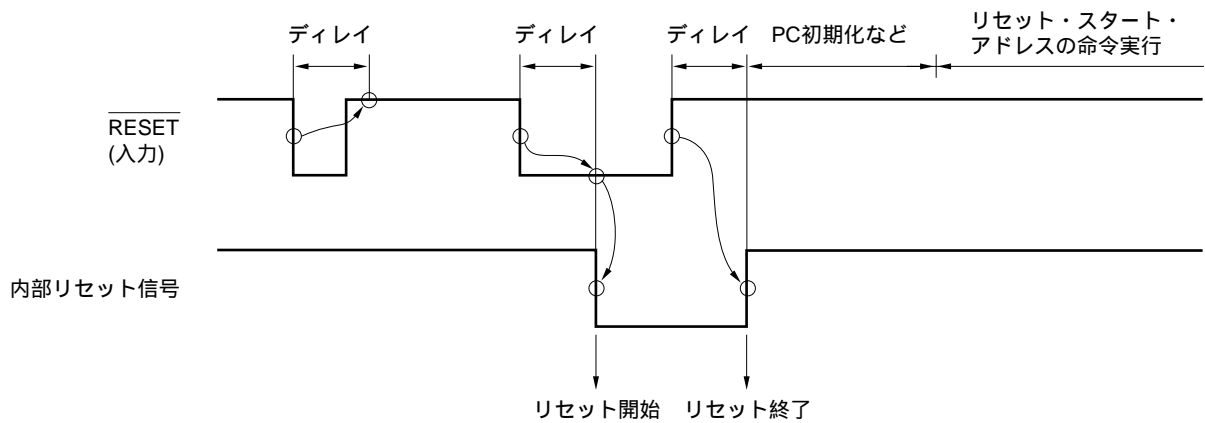 リセット・スタート・
アドレスの命令実行
ディレイ
ディレイ
ディレイ
PC初期化など
RESET
(入力)
内部リセット信号
リセット開始
リセット終了